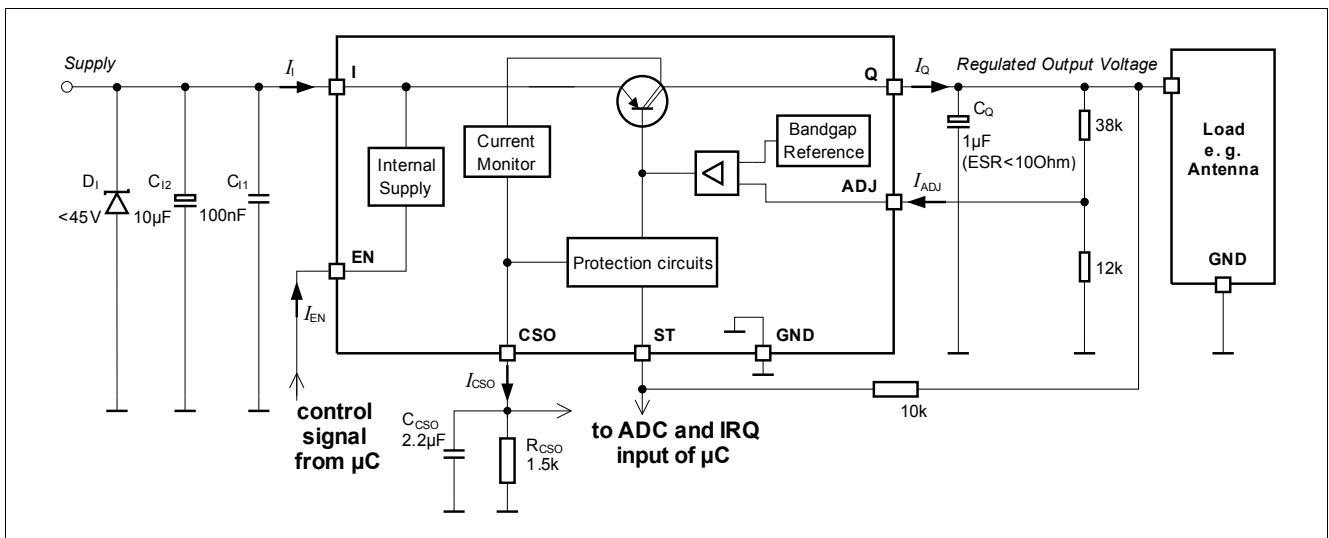 Supply
I_I
I
Q
I_Q
Regulated Output Voltage
D_I
<45V
C_I2
10µF
C_I1
100nF
Internal
Supply
Current
Monitor
Bandgap
Reference
ADJ
I_ADJ
C_Q
1µF
(ESR<10Ohm)
38k
12k
Load
e. g.
Antenna
GND
EN
I_EN
Protection circuits
CSO
ST
GND
I_CSO
10k
control
signal
from µC
C_CSO
2.2µF
R_CSO
1.5k
to ADC and IRQ
input of µC